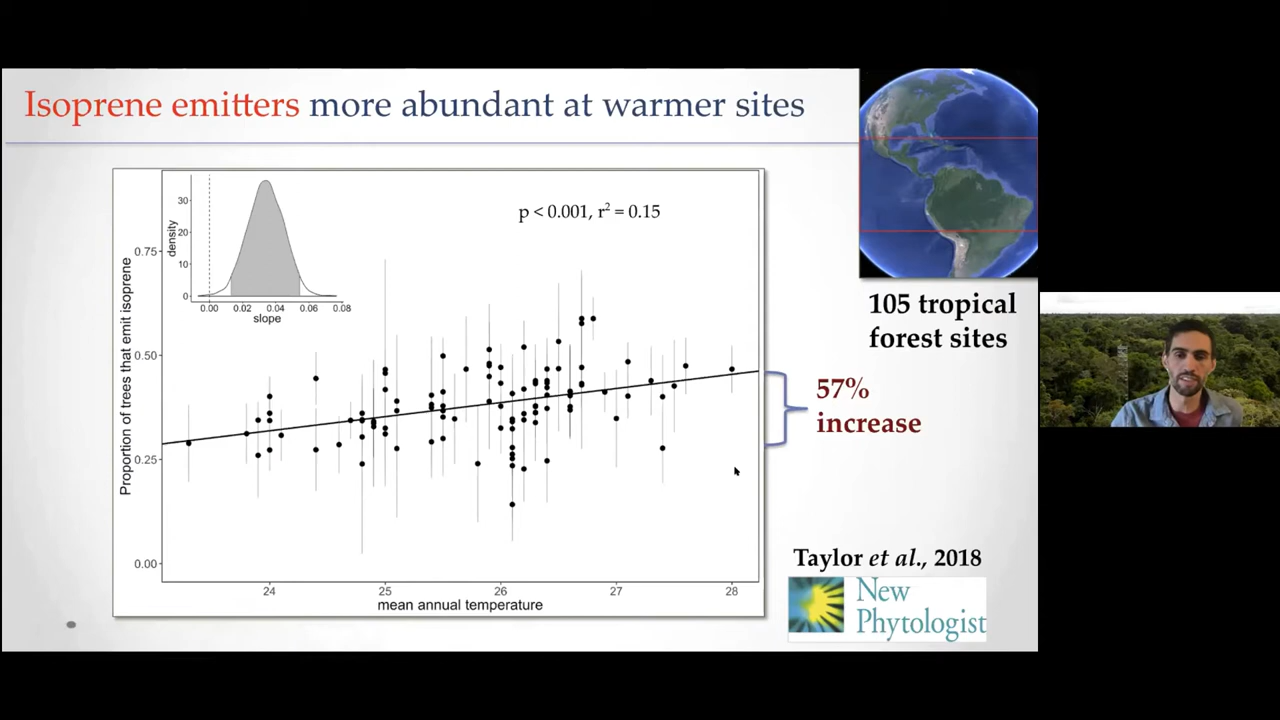 Isoprene emitters more abundant at warmer sites
p < 0.001, r² = 0.15
30
20
10
0
density
0.00 0.02 0.04 0.06 0.08
slope
0.75
0.50
0.25
0.00
Proportion of trees that emit isoprene
24 25 26 27 28
mean annual temperature
105 tropical
forest sites
57%
increase
Taylor et al., 2018
New
Phytologist